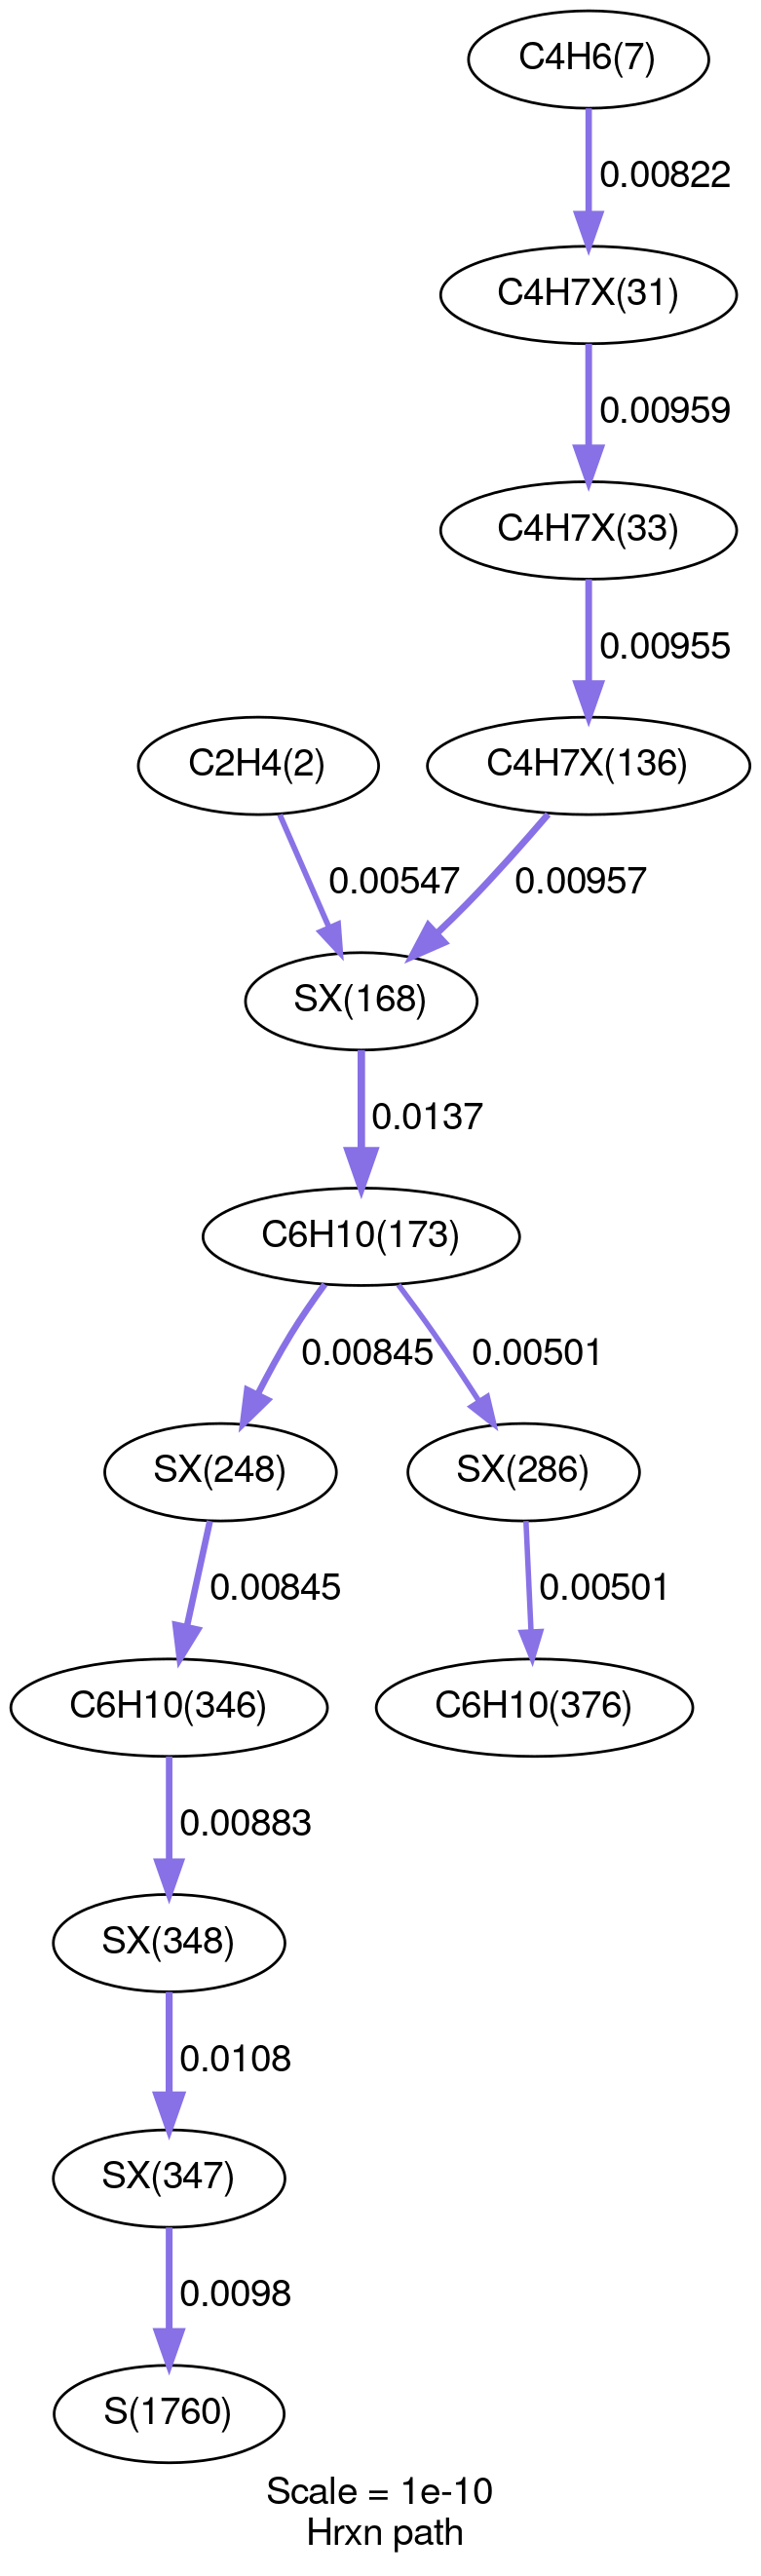 C4H6(7)
0.00822
C4H7X(31)
0.00959
C4H7X(33)
0.00955
C2H4(2)
C4H7X(136)
0.00547
0.00957
SX(168)
0.0137
C6H10(173)
0.00845
0.00501
SX(248)
SX(286)
0.00845
0.00501
C6H10(346)
C6H10(376)
0.00883
SX(348)
0.0108
SX(347)
0.0098
S(1760)
Scale = 1e-10
Hrxn path